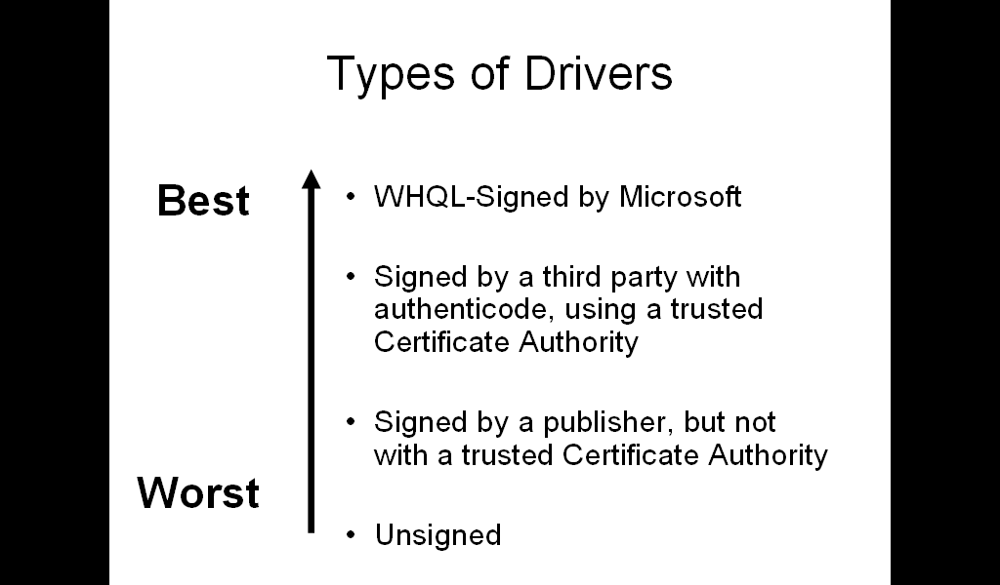 Types of Drivers
Best
• WHQL-Signed by Microsoft
• Signed by a third party with
authenticode, using a trusted
Certificate Authority
• Signed by a publisher, but not
with a trusted Certificate Authority
Worst
• Unsigned